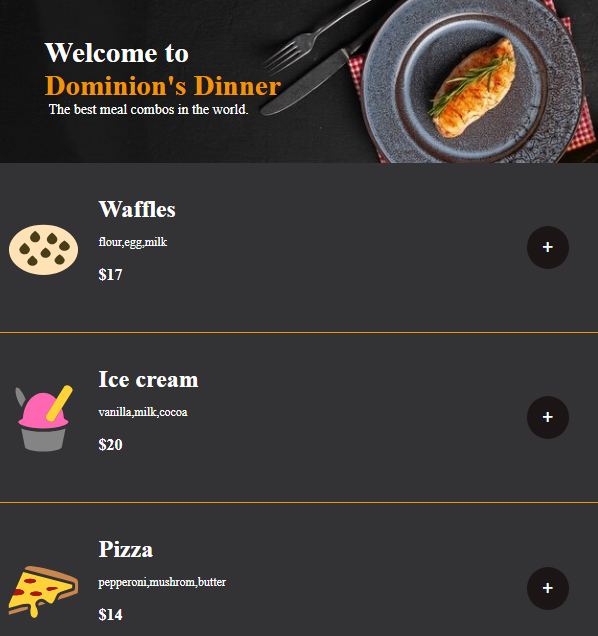 Welcome to
Dominion's Dinner
The best meal combos in the world.
Waffles
flour,egg,milk
$17
+
Ice cream
vanilla,milk,cocoa
$20
+
Pizza
pepperoni,mushrom,butter
$14
+